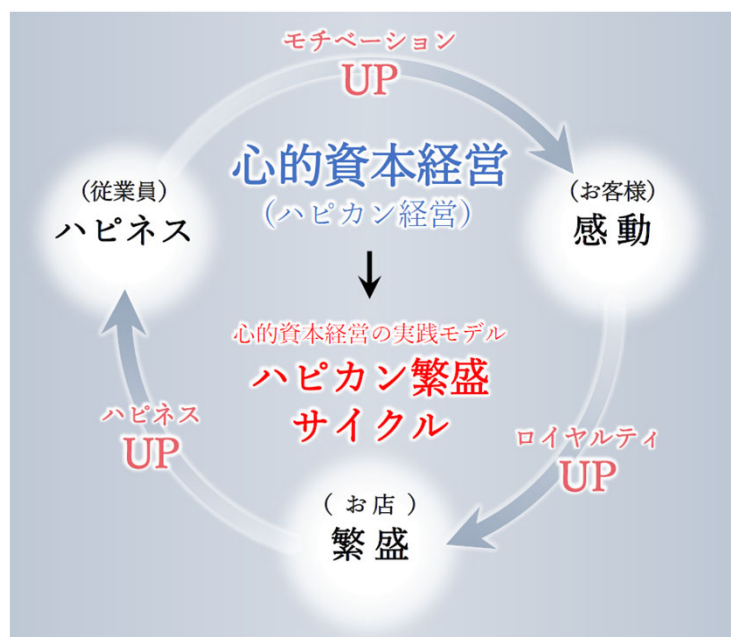 モチベーション
UP
心的資本経営
（ハピカン経営）
（従業員）
ハピネス
（お客様）
感動
心的資本経営の実践モデル
ハピカン繁盛
サイクル
ハピネス
UP
ロイヤルティ
UP
（お店）
繁盛